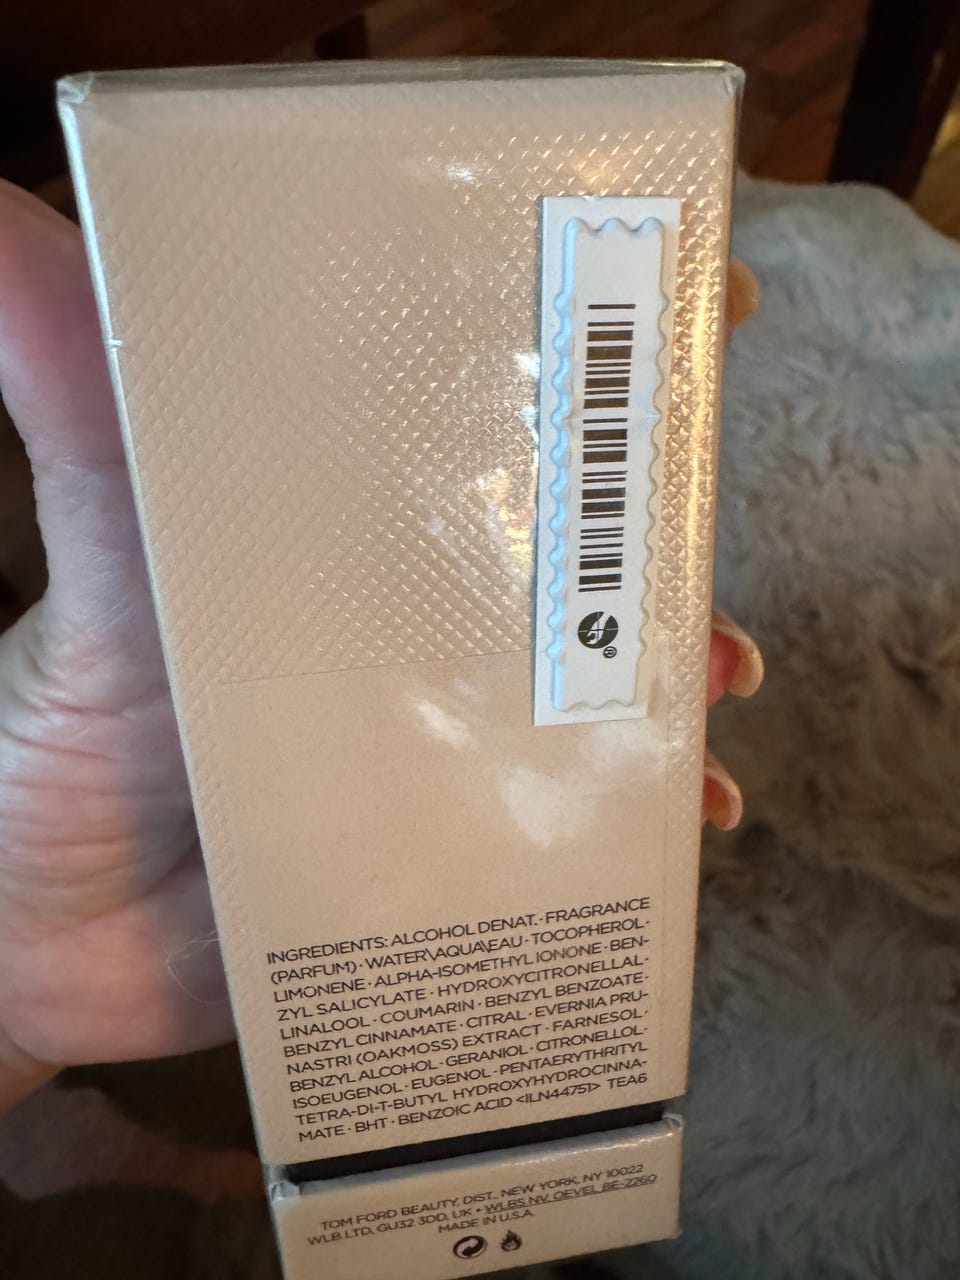 ®
INGREDIENTS: ALCOHOL DENAT. · FRAGRANCE
(PARFUM) · WATER\AQUA\EAU · TOCOPHEROL ·
LIMONENE · ALPHA-ISOMETHYL IONONE · BEN-
ZYL SALICYLATE · HYDROXYCITRONELLAL ·
LINALOOL · COUMARIN · BENZYL BENZOATE ·
BENZYL CINNAMATE · CITRAL · EVERNIA PRU-
NASTRI (OAKMOSS) EXTRACT · FARNESOL ·
BENZYL ALCOHOL · GERANIOL · CITRONELLOL ·
ISOEUGENOL · EUGENOL · PENTAERYTHRITYL
TETRA-DI-T-BUTYL HYDROXYHYDROCINNA-
MATE · BHT · BENZOIC ACID <ILN44751> TEA6
TOM FORD BEAUTY, DIST., NEW YORK, NY 10022
WLB LTD, GU32 3DD, UK • WLBS NV, OEVEL BE-2260
MADE IN U.S.A.